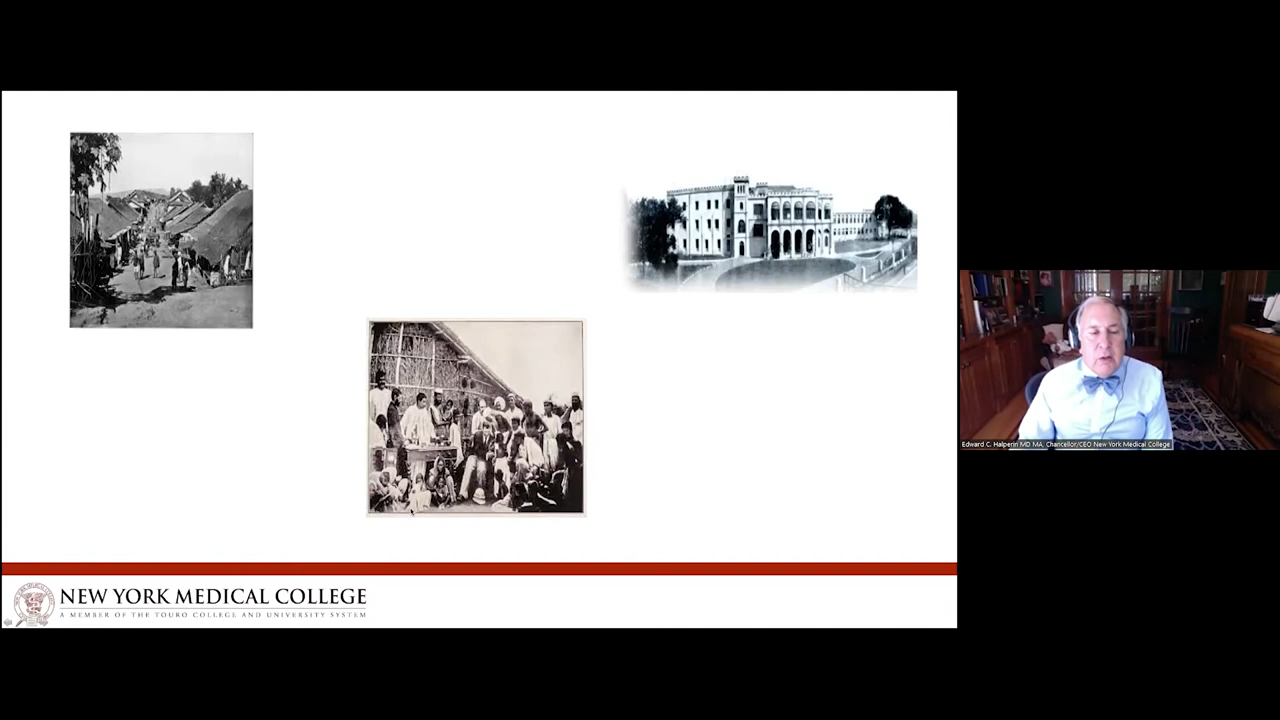 NEW YORK MEDICAL COLLEGE
A MEMBER OF THE TOURO COLLEGE AND UNIVERSITY SYSTEM
Edward C. Halperin MD MA, Chancellor/CEO New York Medical College